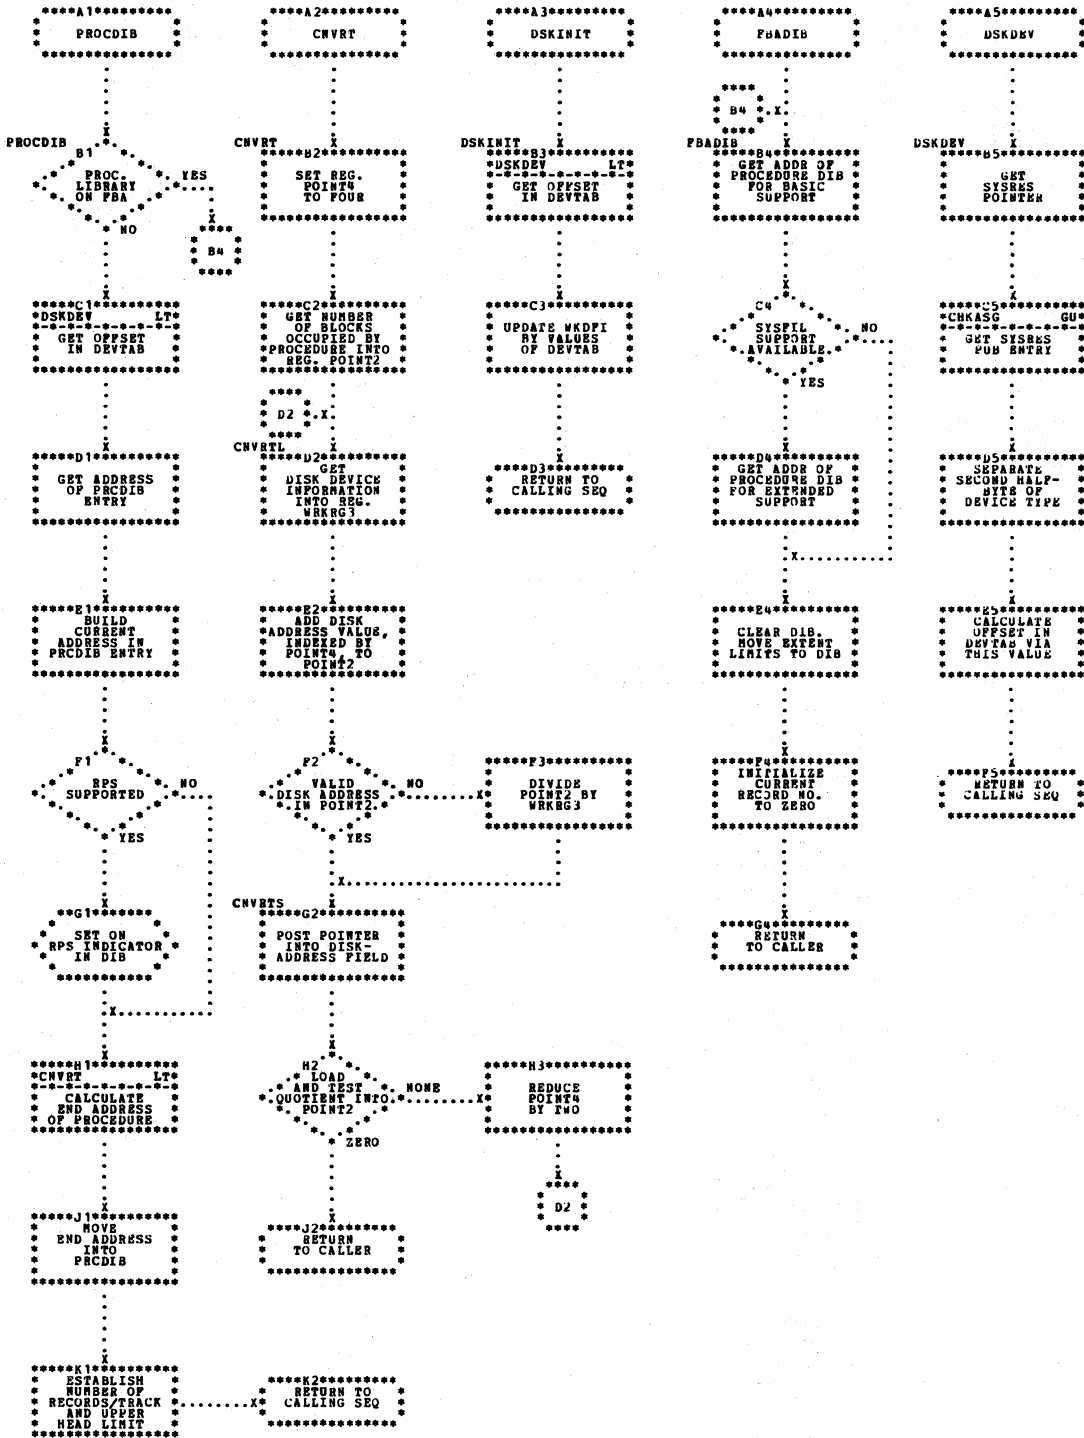 A1
PROCDIB
PROCDIB
B1
PROC.
LIBRARY
ON FBA
YES
NO
B4
C1
DSKDEV LT
GET OFFSET
IN DEVTAB
D1
GET ADDRESS
OF PRCDIB
ENTRY
E1
BUILD
CURRENT
ADDRESS IN
PRCDIB ENTRY
F1
RPS
SUPPORTED
NO
YES
G1
SET ON
RPS INDICATOR
IN DIB
H1
CNVRT LT
CALCULATE
END ADDRESS
OF PROCEDURE
J1
MOVE
END ADDRESS
INTO
PRCDIB
K1
ESTABLISH
NUMBER OF
RECORDS/TRACK
AND UPPER
HEAD LIMIT
K2
RETURN TO
CALLING SEQ
A2
CNVRT
CNVRT
B2
SET REG.
POINT4
TO FOUR
C2
GET NUMBER
OF BLOCKS
OCCUPIED BY
PROCEDURE INTO
REG. POINT2
D2
CNVRTL
D2
GET
DISK DEVICE
INFORMATION
INTO REG.
WRKRG3
E2
ADD DISK
ADDRESS VALUE,
INDEXED BY
POINT4, TO
POINT2
F2
VALID
DISK ADDRESS
IN POINT2.
NO
YES
F3
DIVIDE
POINT2 BY
WRKRG3
CNVRTS
G2
POST POINTER
INTO DISK-
ADDRESS FIELD
H2
LOAD
AND TEST
QUOTIENT INTO
POINT2
NONE
ZERO
H3
REDUCE
POINT4
BY TWO
D2
J2
RETURN
TO CALLER
A3
DSKINIT
DSKINIT
B3
DSKDEV LT
GET OFFSET
IN DEVTAB
C3
UPDATE WKDFI
BY VALUES
OF DEVTAB
D3
RETURN TO
CALLING SEQ
A4
FBADIB
B4
FBADIB
B4
GET ADDR OF
PROCEDURE DIB
FOR BASIC
SUPPORT
C4
SYSFIL
SUPPORT
AVAILABLE.
NO
YES
D4
GET ADDR OF
PROCEDURE DIB
FOR EXTENDED
SUPPORT
E4
CLEAR DIB.
MOVE EXTENT
LIMITS TO DIB
F4
INITIALIZE
CURRENT
RECORD NO.
TO ZERO
G4
RETURN
TO CALLER
A5
DSKDEV
DSKDEV
B5
GET
SYSRES
POINTER
C5
CHKASG GU
GET SYSRES
PUB ENTRY
D5
SEPARATE
SECOND HALF-
BYTE OF
DEVICE TYPE
E5
CALCULATE
OFFSET IN
DEVTAB VIA
THIS VALUE
F5
RETURN TO
CALLING SEQ